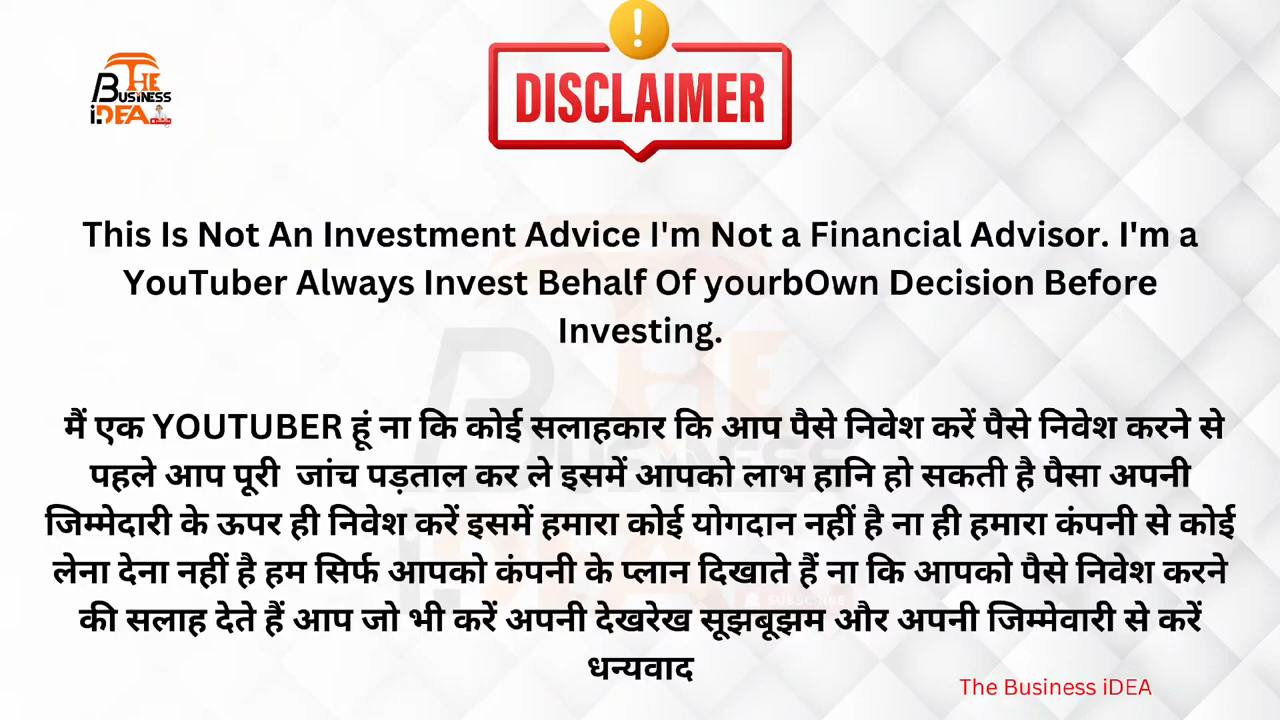 THE
BUSINESS
iDEA
DISCLAIMER
This Is Not An Investment Advice I'm Not a Financial Advisor. I'm a
YouTuber Always Invest Behalf Of yourbOwn Decision Before
Investing.
मैं एक YOUTUBER हूं ना कि कोई सलाहकार कि आप पैसे निवेश करें पैसे निवेश करने से
पहले आप पूरी जांच पड़ताल कर ले इसमें आपको लाभ हानि हो सकती है पैसा अपनी
जिम्मेदारी के ऊपर ही निवेश करें इसमें हमारा कोई योगदान नहीं है ना ही हमारा कंपनी से कोई
लेना देना नहीं है हम सिर्फ आपको कंपनी के प्लान दिखाते हैं ना कि आपको पैसे निवेश करने
की सलाह देते हैं आप जो भी करें अपनी देखरेख सूझबूझम और अपनी जिम्मेवारी से करें
धन्यवाद
The Business iDEA